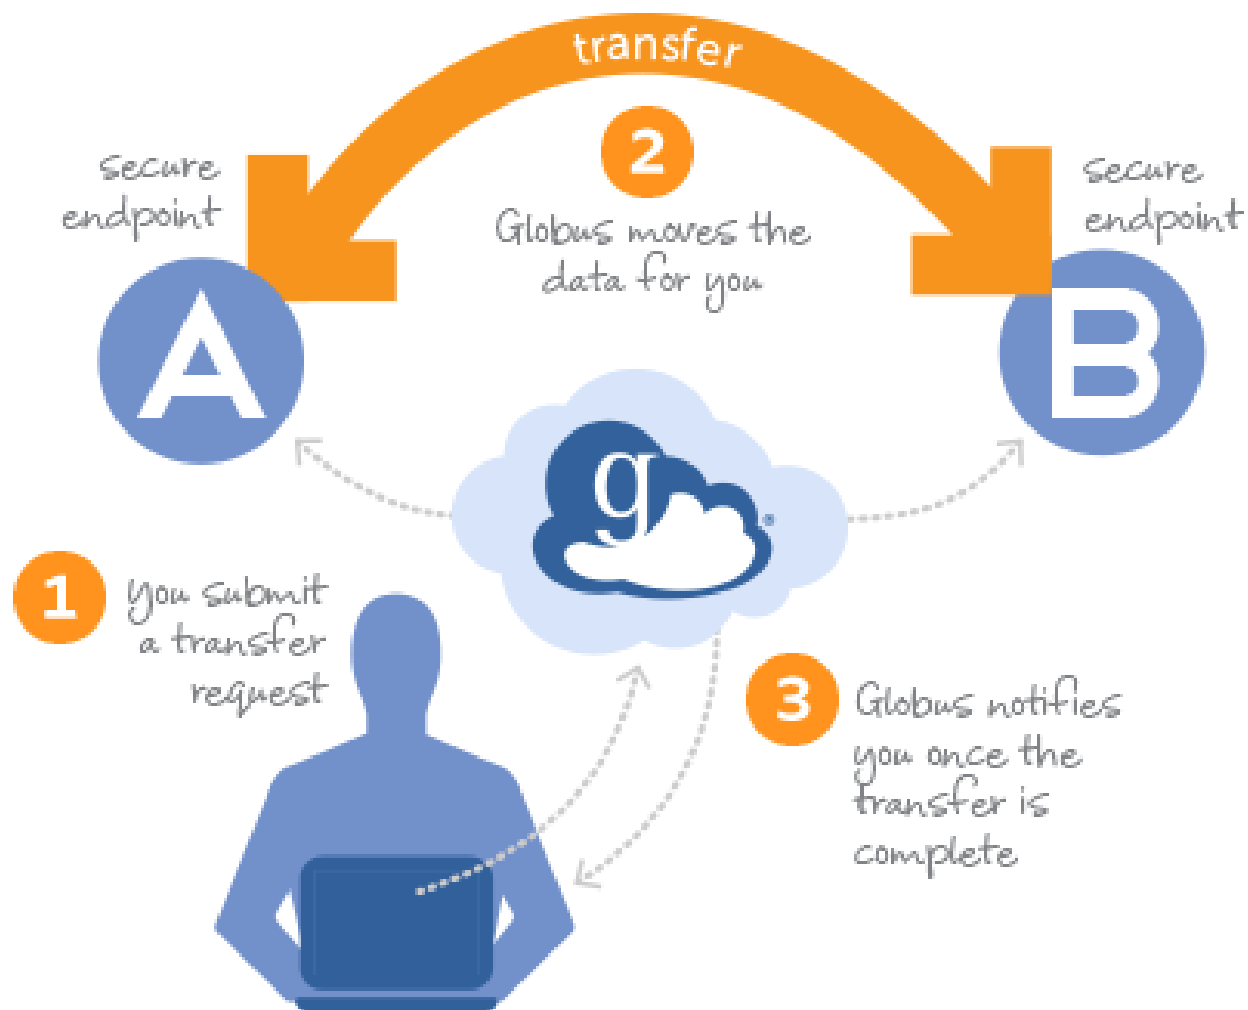 transfer
2
secure
endpoint
Globus moves the
data for you
secure
endpoint
A
B
g
®
1
you submit
a transfer
request
3
Globus notifies
you once the
transfer is
complete